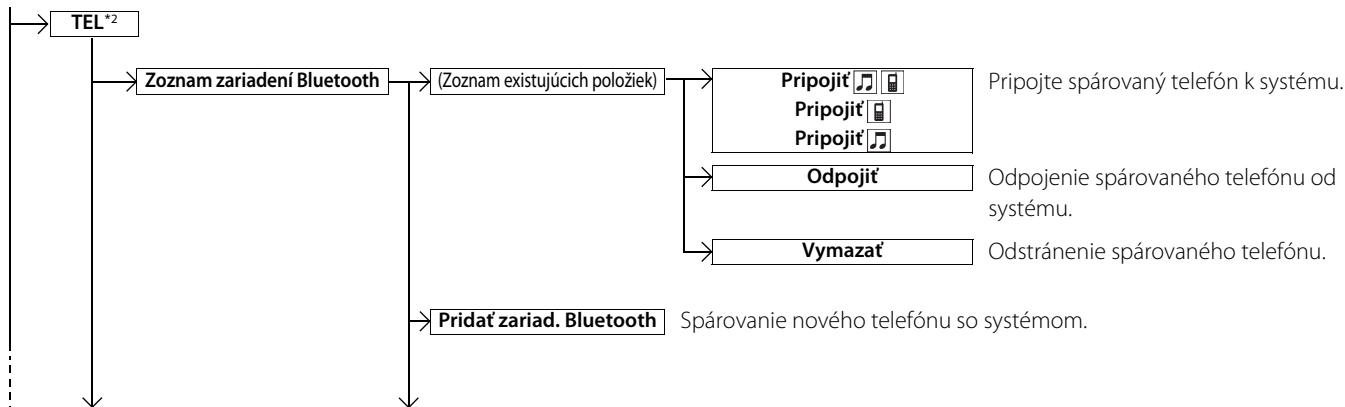 TEL*2
Zoznam zariadení Bluetooth
(Zoznam existujúcich položiek)
Pripojiť
Pripojiť
Pripojiť
Pripojte spárovaný telefón k systému.
Odpojiť
Odpojenie spárovaného telefónu od
systému.
Vymazať
Odstránenie spárovaného telefónu.
Pridať zariad. Bluetooth
Spárovanie nového telefónu so systémom.